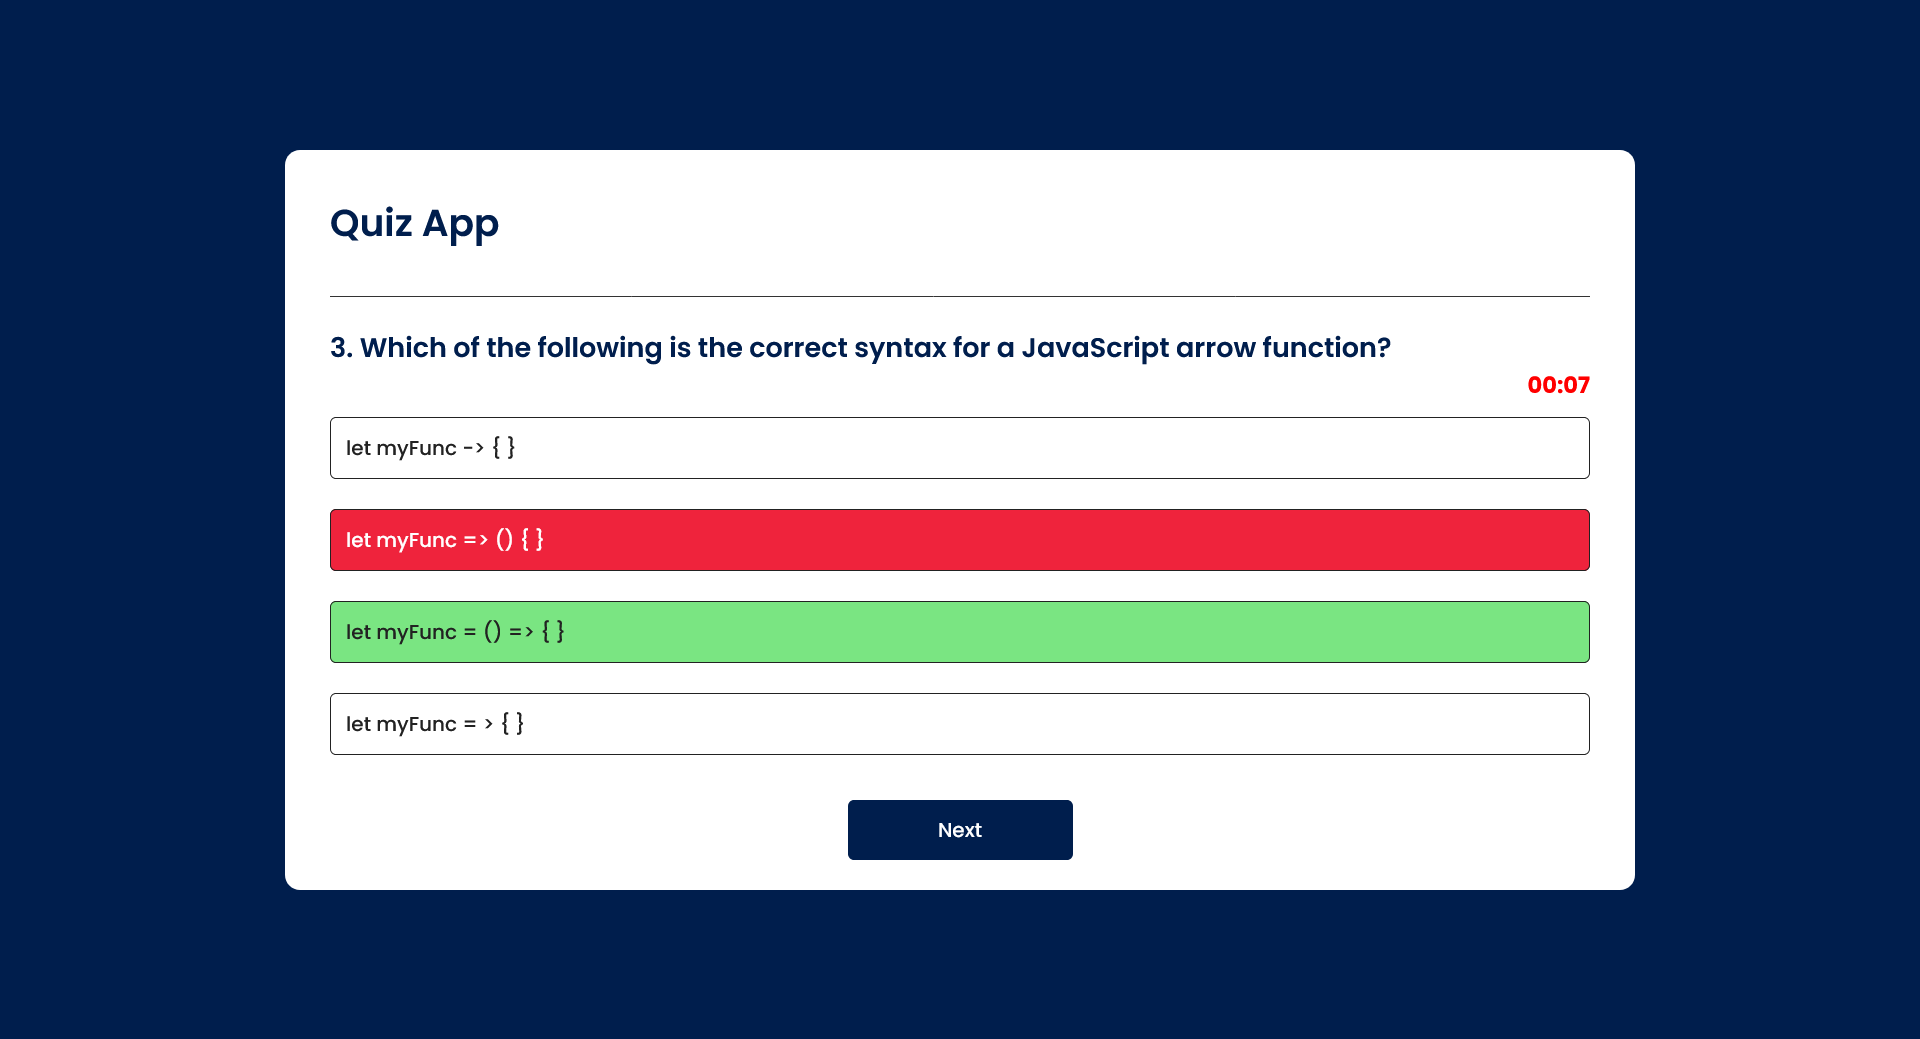 Quiz App
3. Which of the following is the correct syntax for a JavaScript arrow function?
00:07
let myFunc -> { }
let myFunc => () { }
let myFunc = () => { }
let myFunc = > { }
Next